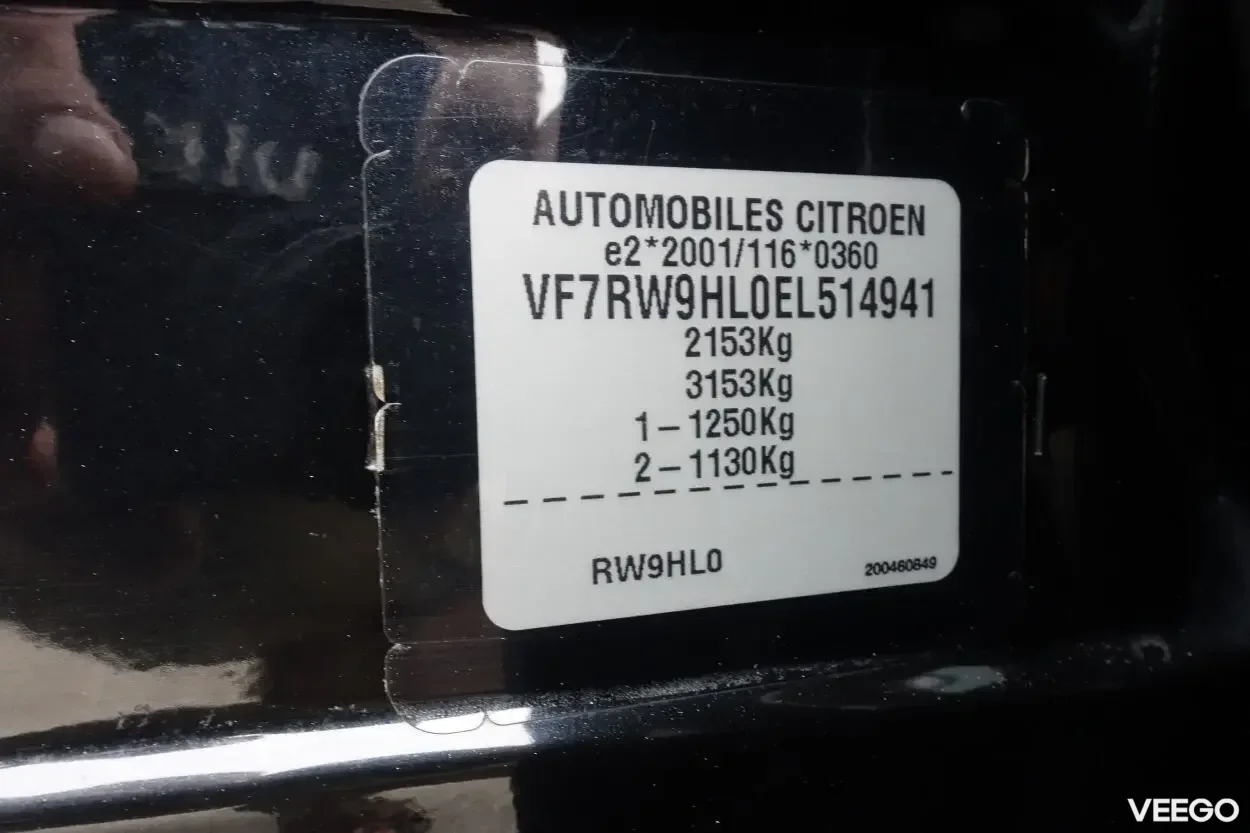 AUTOMOBILES CITROEN
e2*2001/116*0360
VF7RW9HL0EL514941
2153Kg
3153Kg
1 – 1250Kg
2 – 1130Kg
RW9HL0
200460849
VEEGO